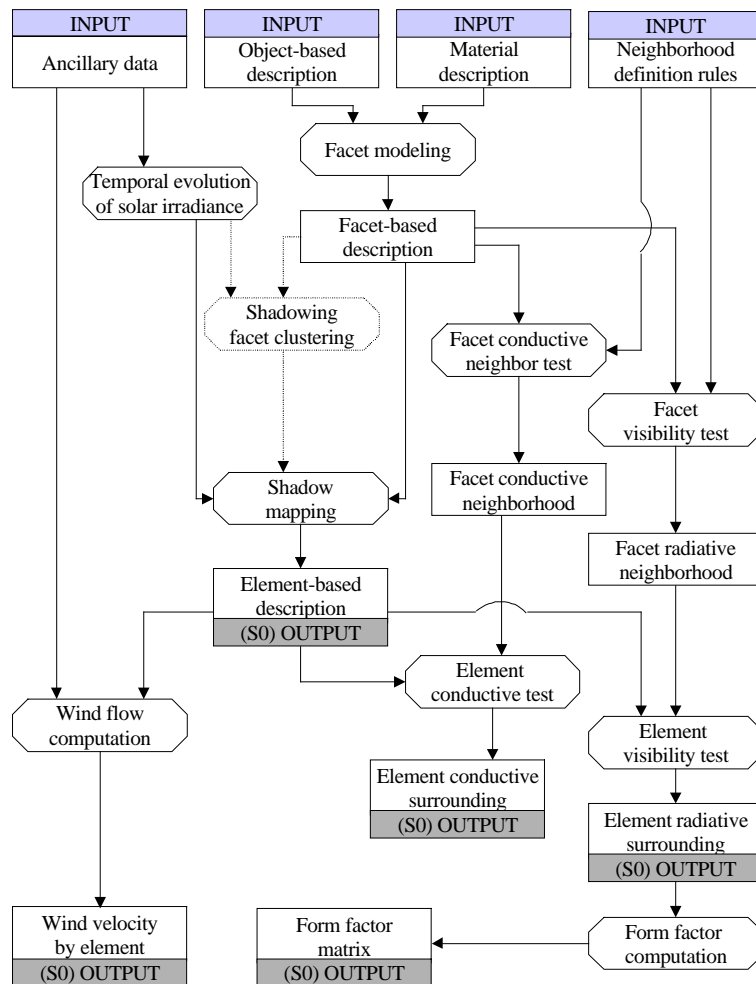 INPUT
Ancillary data
INPUT
Object-based
description
INPUT
Material
description
INPUT
Neighborhood
definition rules
Facet modeling
Temporal evolution
of solar irradiance
Facet-based
description
Shadowing
facet clustering
Facet conductive
neighbor test
Facet
visibility test
Shadow
mapping
Facet conductive
neighborhood
Facet radiative
neighborhood
Element-based
description
(S0) OUTPUT
Element
conductive test
Wind flow
computation
Element
visibility test
Element conductive
surrounding
(S0) OUTPUT
Element radiative
surrounding
(S0) OUTPUT
Wind velocity
by element
(S0) OUTPUT
Form factor
matrix
(S0) OUTPUT
Form factor
computation